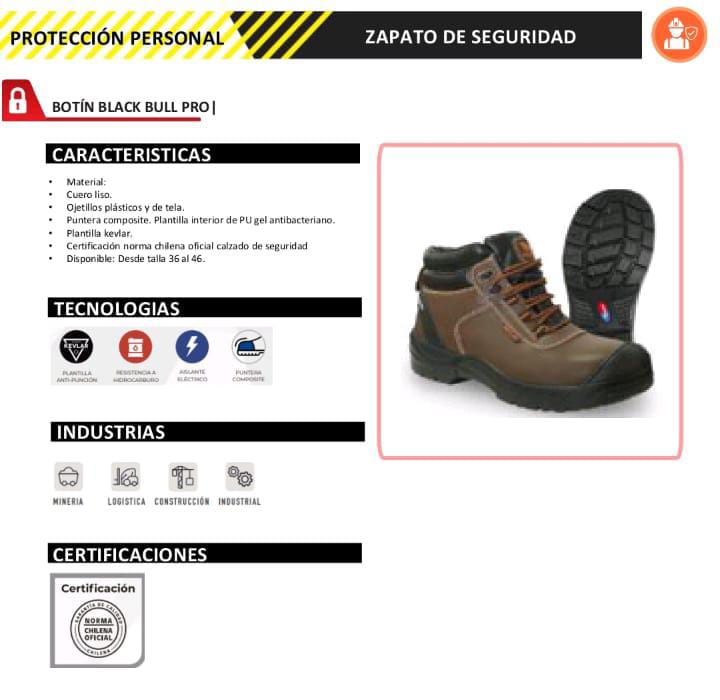 PROTECCIÓN PERSONAL
ZAPATO DE SEGURIDAD
BOTÍN BLACK BULL PRO|
CARACTERISTICAS
• Material:
• Cuero liso.
• Ojetillos plásticos y de tela.
• Puntera composite. Plantilla interior de PU gel antibacteriano.
• Plantilla kevlar.
• Certificación norma chilena oficial calzado de seguridad
• Disponible: Desde talla 36 al 46.
TECNOLOGIAS
KEVLAR
PLANTILLA
ANTI-PUNCIÓN
RESISTENCIA A
HIDROCARBURO
AISLANTE
ELÉCTRICO
PUNTERA
COMPOSITE
INDUSTRIAS
MINERIA
LOGISTICA
CONSTRUCCIÓN
INDUSTRIAL
CERTIFICACIONES
Certificación
GARANTÍA DE CALIDAD
NORMA
CHILENA
OFICIAL
CHILENA